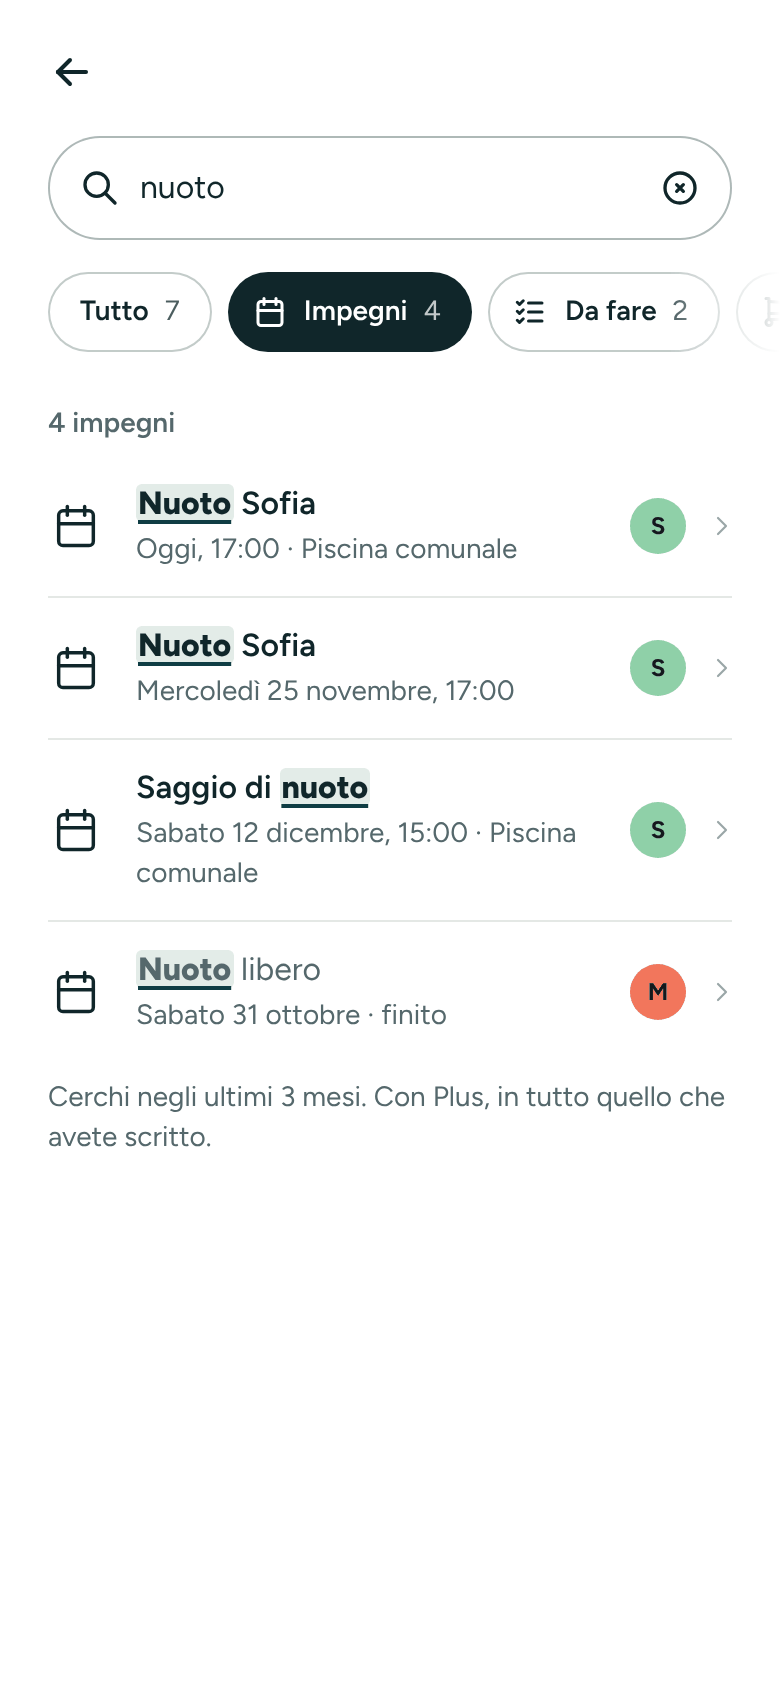 nuoto
Tutto 7
Impegni 4
Da fare 2
4 impegni
Nuoto Sofia
Oggi, 17:00 · Piscina comunale
S
Nuoto Sofia
Mercoledì 25 novembre, 17:00
S
Saggio di nuoto
Sabato 12 dicembre, 15:00 · Piscina
comunale
S
Nuoto libero
Sabato 31 ottobre · finito
M
Cerchi negli ultimi 3 mesi. Con Plus, in tutto quello che
avete scritto.